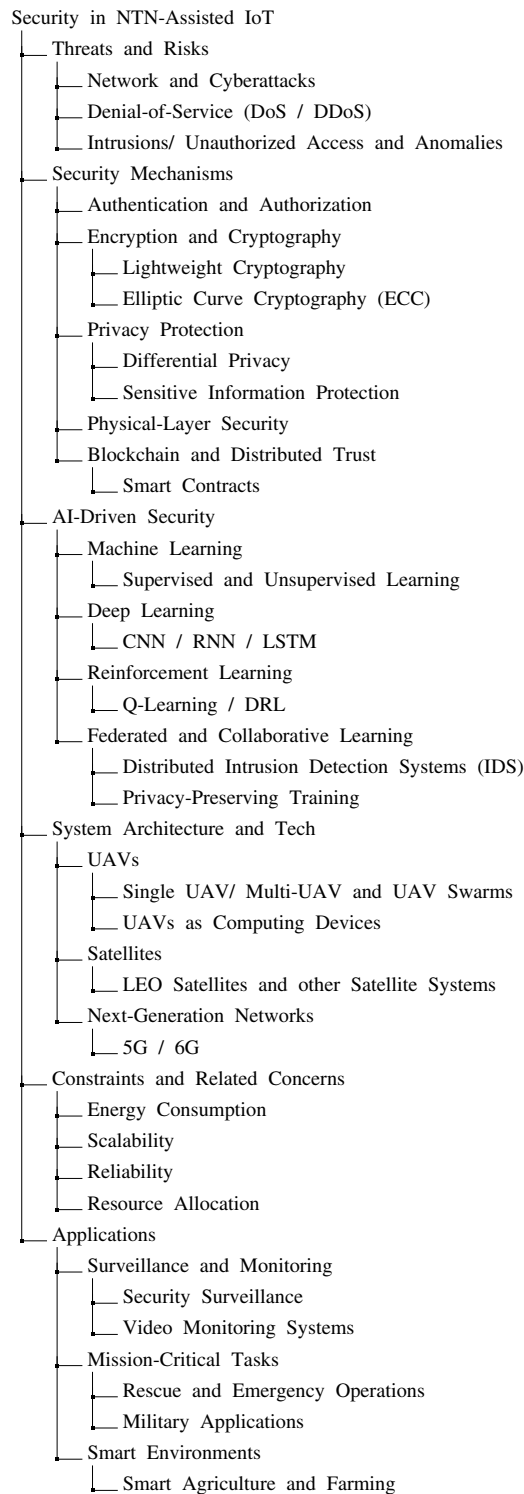 Security in NTN-Assisted IoT
Threats and Risks
Network and Cyberattacks
Denial-of-Service (DoS / DDoS)
Intrusions/ Unauthorized Access and Anomalies
Security Mechanisms
Authentication and Authorization
Encryption and Cryptography
Lightweight Cryptography
Elliptic Curve Cryptography (ECC)
Privacy Protection
Differential Privacy
Sensitive Information Protection
Physical-Layer Security
Blockchain and Distributed Trust
Smart Contracts
AI-Driven Security
Machine Learning
Supervised and Unsupervised Learning
Deep Learning
CNN / RNN / LSTM
Reinforcement Learning
Q-Learning / DRL
Federated and Collaborative Learning
Distributed Intrusion Detection Systems (IDS)
Privacy-Preserving Training
System Architecture and Tech
UAVs
Single UAV/ Multi-UAV and UAV Swarms
UAVs as Computing Devices
Satellites
LEO Satellites and other Satellite Systems
Next-Generation Networks
5G / 6G
Constraints and Related Concerns
Energy Consumption
Scalability
Reliability
Resource Allocation
Applications
Surveillance and Monitoring
Security Surveillance
Video Monitoring Systems
Mission-Critical Tasks
Rescue and Emergency Operations
Military Applications
Smart Environments
Smart Agriculture and Farming